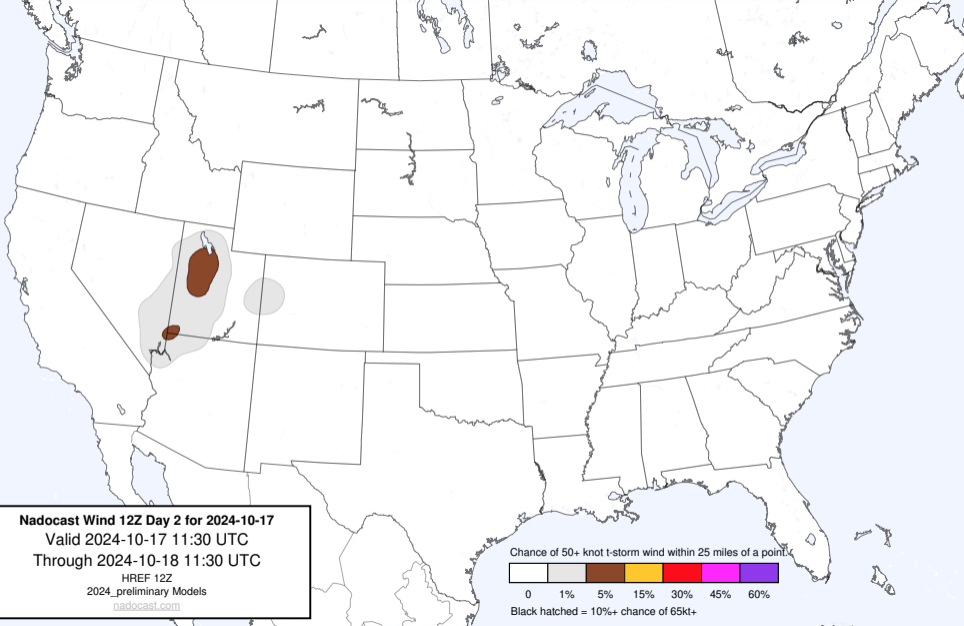 Nadocast Wind 12Z Day 2 for 2024-10-17
Valid 2024-10-17 11:30 UTC
Through 2024-10-18 11:30 UTC
HREF 12Z
2024_preliminary Models
nadocast.com
Chance of 50+ knot t-storm wind within 25 miles of a point.
0 1% 5% 15% 30% 45% 60%
Black hatched = 10%+ chance of 65kt+